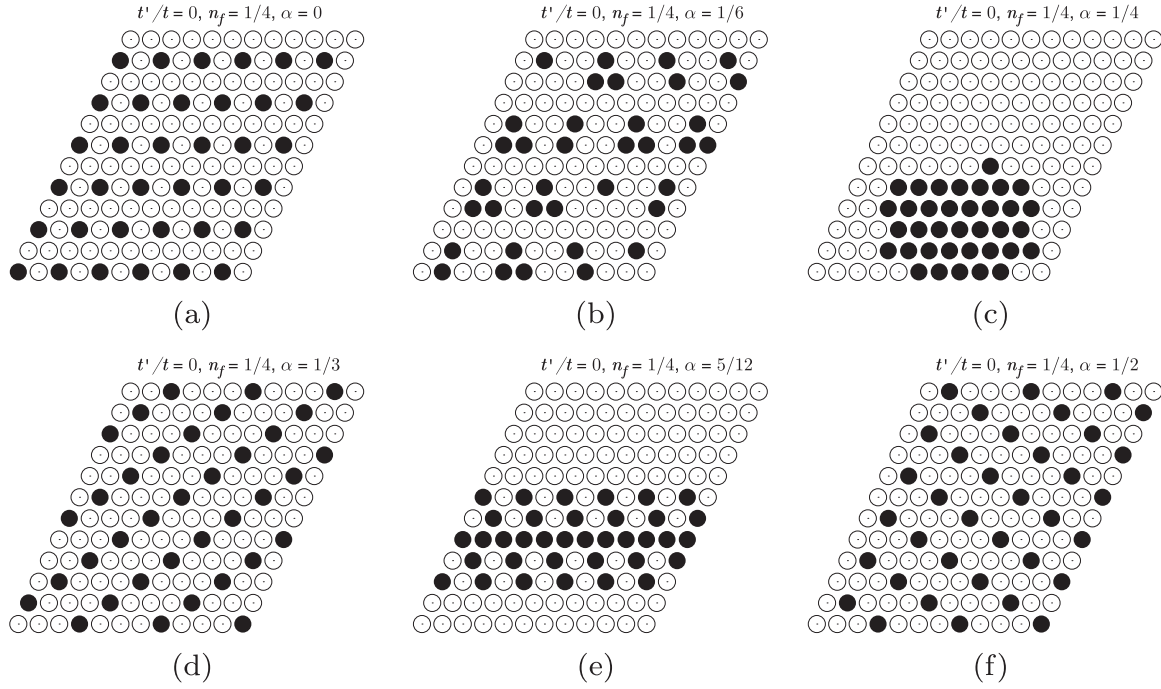 t'/t = 0, n_f = 1/4, α = 0
t'/t = 0, n_f = 1/4, α = 1/6
t'/t = 0, n_f = 1/4, α = 1/4
(a)
(b)
(c)
t'/t = 0, n_f = 1/4, α = 1/3
t'/t = 0, n_f = 1/4, α = 5/12
t'/t = 0, n_f = 1/4, α = 1/2
(d)
(e)
(f)